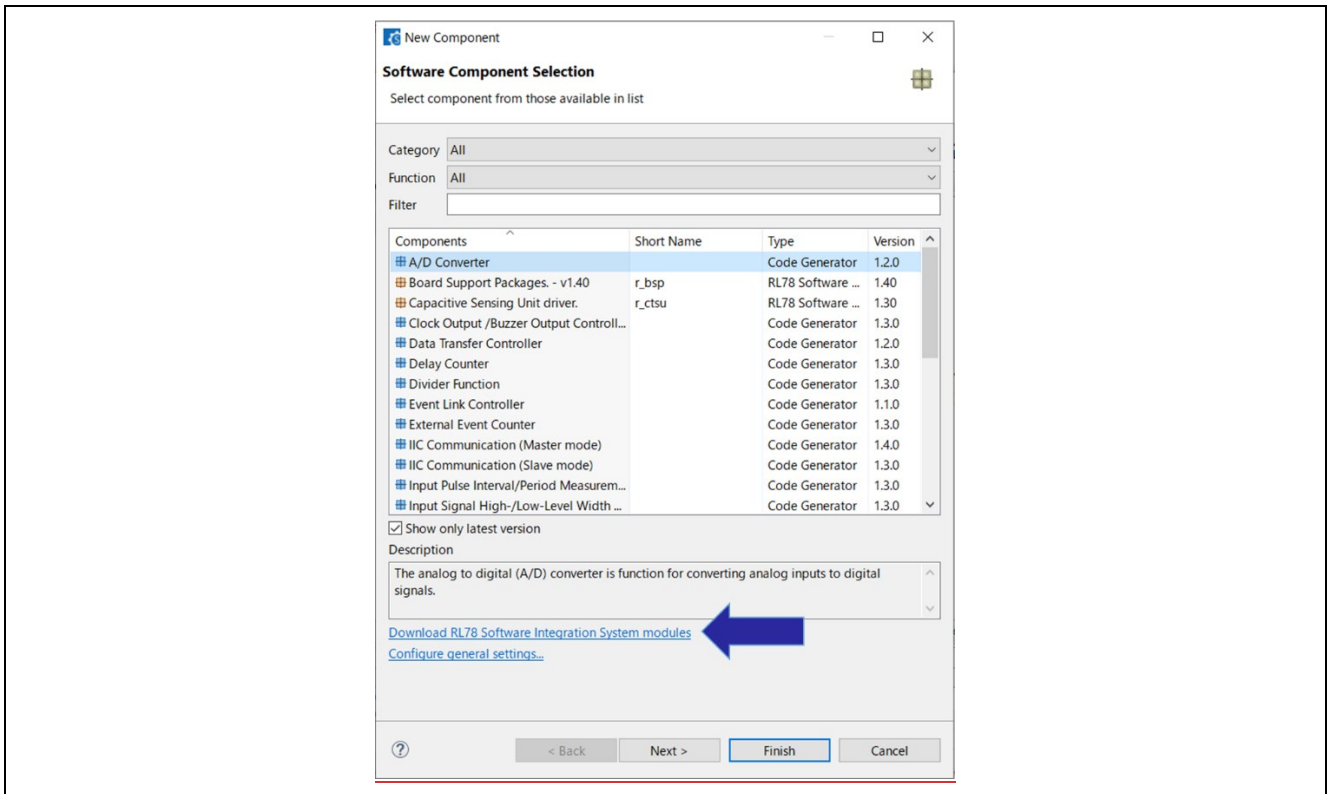 New Component
Software Component Selection
Select component from those available in list
Category All
Function All
Filter
Components Short Name Type Version
A/D Converter Code Generator 1.2.0
Board Support Packages. - v1.40 r_bsp RL78 Software ... 1.40
Capacitive Sensing Unit driver. r_ctsu RL78 Software ... 1.30
Clock Output /Buzzer Output Controll... Code Generator 1.3.0
Data Transfer Controller Code Generator 1.2.0
Delay Counter Code Generator 1.3.0
Divider Function Code Generator 1.3.0
Event Link Controller Code Generator 1.1.0
External Event Counter Code Generator 1.3.0
IIC Communication (Master mode) Code Generator 1.4.0
IIC Communication (Slave mode) Code Generator 1.3.0
Input Pulse Interval/Period Measurem... Code Generator 1.3.0
Input Signal High-/Low-Level Width ... Code Generator 1.3.0
Show only latest version
Description
The analog to digital (A/D) converter is function for converting analog inputs to digital
signals.
Download RL78 Software Integration System modules
Configure general settings...
? < Back Next > Finish Cancel